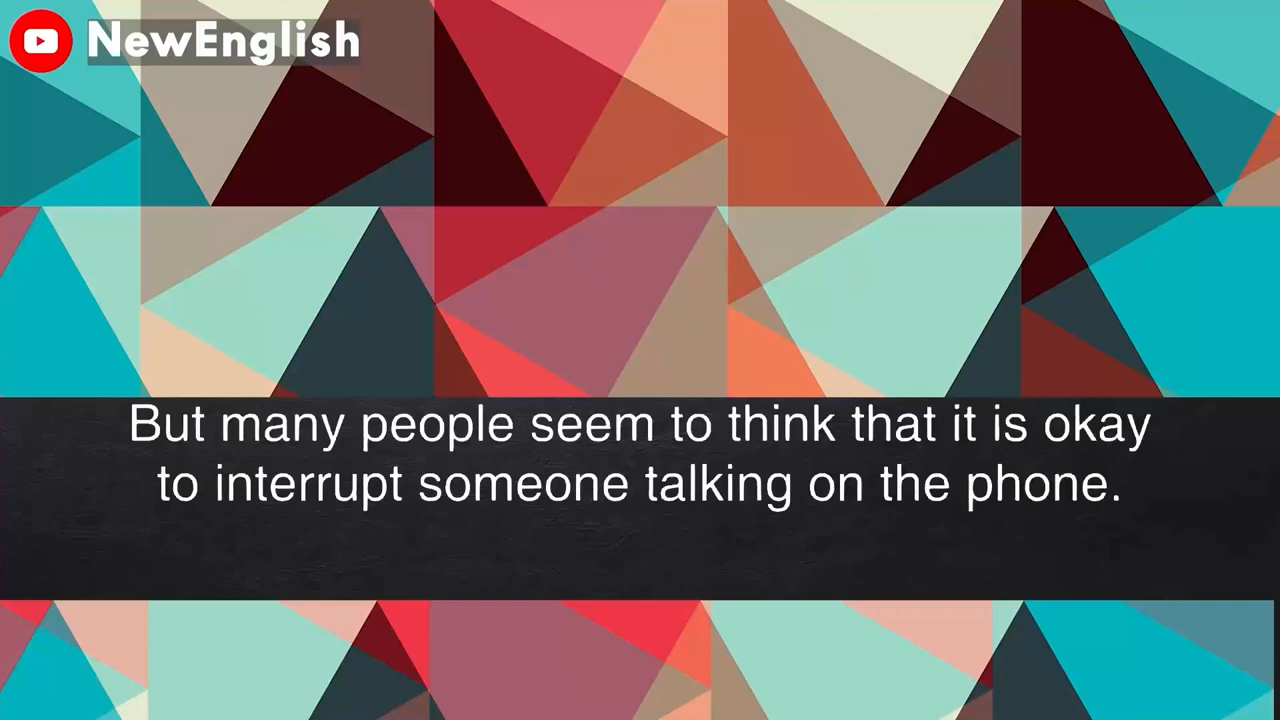 NewEnglish
But many people seem to think that it is okay
to interrupt someone talking on the phone.